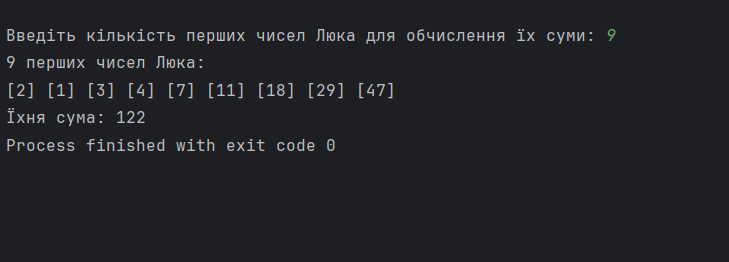 Введіть кількість перших чисел Люка для обчислення їх суми: 9
9 перших чисел Люка:
[2] [1] [3] [4] [7] [11] [18] [29] [47]
Їхня сума: 122
Process finished with exit code 0